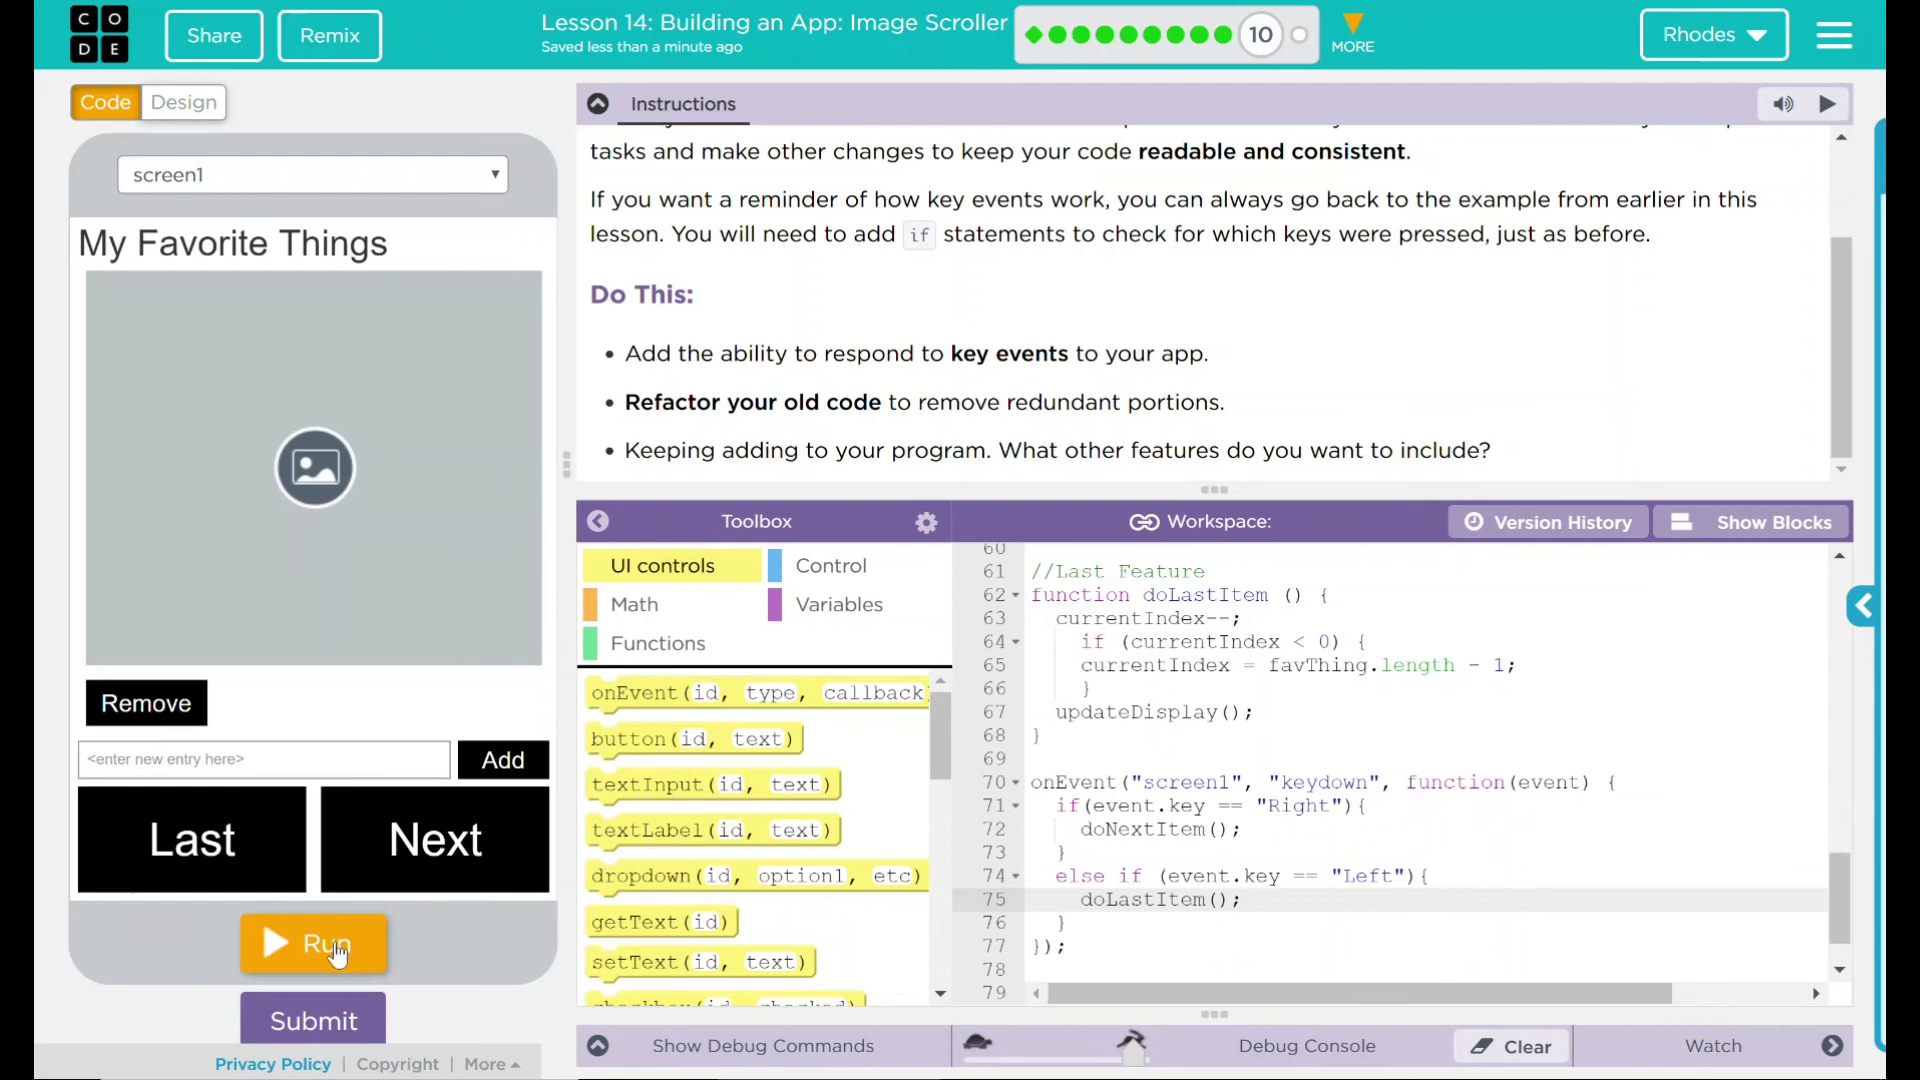 C O
D E
Share
Remix
Lesson 14: Building an App: Image Scroller
Saved less than a minute ago
10
MORE
Rhodes
Code
Design
Instructions
screen1
tasks and make other changes to keep your code readable and consistent.
If you want a reminder of how key events work, you can always go back to the example from earlier in this
lesson. You will need to add if statements to check for which keys were pressed, just as before.
Do This:
• Add the ability to respond to key events to your app.
• Refactor your old code to remove redundant portions.
• Keeping adding to your program. What other features do you want to include?
My Favorite Things
Remove
<enter new entry here>
Add
Last
Next
Run
Submit
Privacy Policy | Copyright | More
Toolbox
UI controls
Control
Math
Variables
Functions
onEvent(id, type, callback)
button(id, text)
textInput(id, text)
textLabel(id, text)
dropdown(id, option1, etc)
getText(id)
setText(id, text)
Workspace:
Version History
Show Blocks
60
61 //Last Feature
62 function doLastItem () {
63 currentIndex--;
64 if (currentIndex < 0) {
65 currentIndex = favThing.length - 1;
66 }
67 updateDisplay();
68 }
69
70 onEvent("screen1", "keydown", function(event) {
71 if(event.key == "Right"){
72 doNextItem();
73 }
74 else if (event.key == "Left"){
75 doLastItem();
76 }
77 });
78
79
Show Debug Commands
Debug Console
Clear
Watch